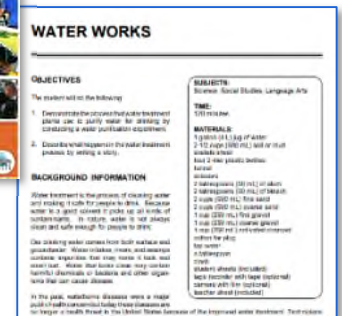 WATER WORKS
OBJECTIVES
The student will do the following:
1. Demonstrate the process that water treatment
plants use to purify water for drinking by
conducting a water purification experiment.
2. Describe what happens in the water treatment
process by writing a story.
BACKGROUND INFORMATION
Water treatment is the process of cleaning water
and making it safe for people to drink. Because
water is a good solvent it picks up all kinds of
contaminants. In nature, water is not always
clean and safe enough for people to drink.
Our drinking water comes from both surface and
groundwater. Water in lakes, rivers, and swamps
contains impurities that may make it look and
smell bad. Water that looks clean may contain
harmful chemicals or bacteria and other organ-
isms that can cause disease.
In the past, waterborne diseases were a major
public health concern but today these diseases are
no longer a health threat in the United States because of the improved water treatment.
SUBJECTS:
Science, Social Studies, Language Arts
TIME:
120 minutes
MATERIALS:
1 gallon (4 L) jug of water
2 1/2 cups (590 mL) soil or mud
four 2-liter plastic bottles
funnel
scissors
2 tablespoons (30 mL) of alum
2 tablespoons (30 mL) of bleach
2 cups (500 mL) fine sand
2 cups (500 mL) coarse sand
1 cup (250 mL) fine gravel
1 cup (250 mL) coarse gravel
1 cup (250 mL) activated charcoal
cotton for plug
tap water
a tablespoon
clock
student sheets (included)
tape recorder with tape (optional)
camera with film (optional)
teacher sheet (included)